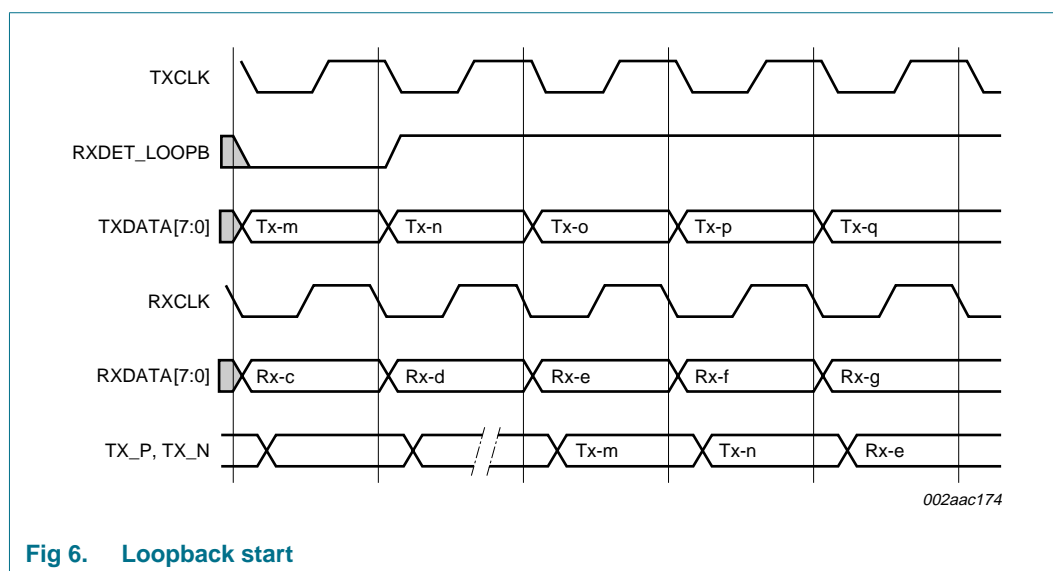 TXCLK
RXDET_LOOPB
TXDATA[7:0] Tx-m Tx-n Tx-o Tx-p Tx-q
RXCLK
RXDATA[7:0] Rx-c Rx-d Rx-e Rx-f Rx-g
TX_P, TX_N Tx-m Tx-n Rx-e
002aac174
Fig 6. Loopback start